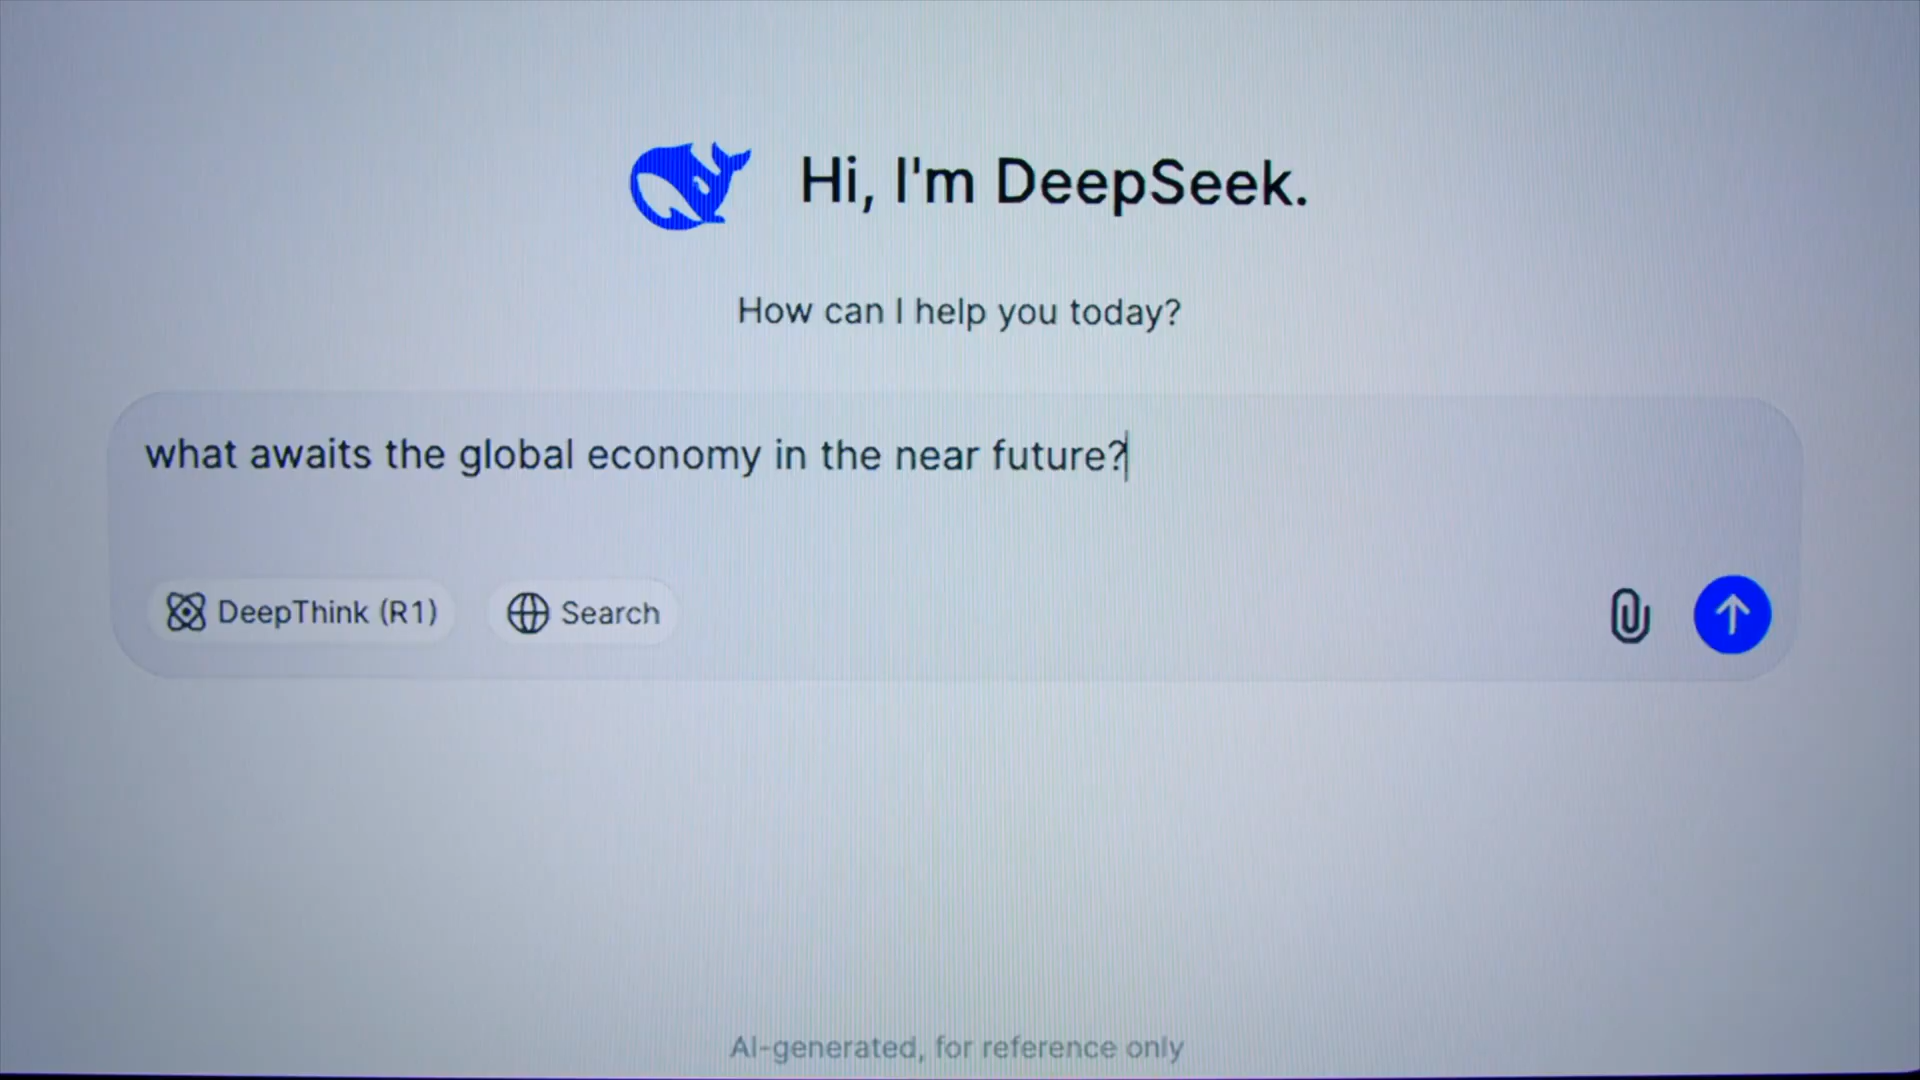 Hi, I'm DeepSeek.
How can I help you today?
what awaits the global economy in the near future?
DeepThink (R1)
Search
AI-generated, for reference only